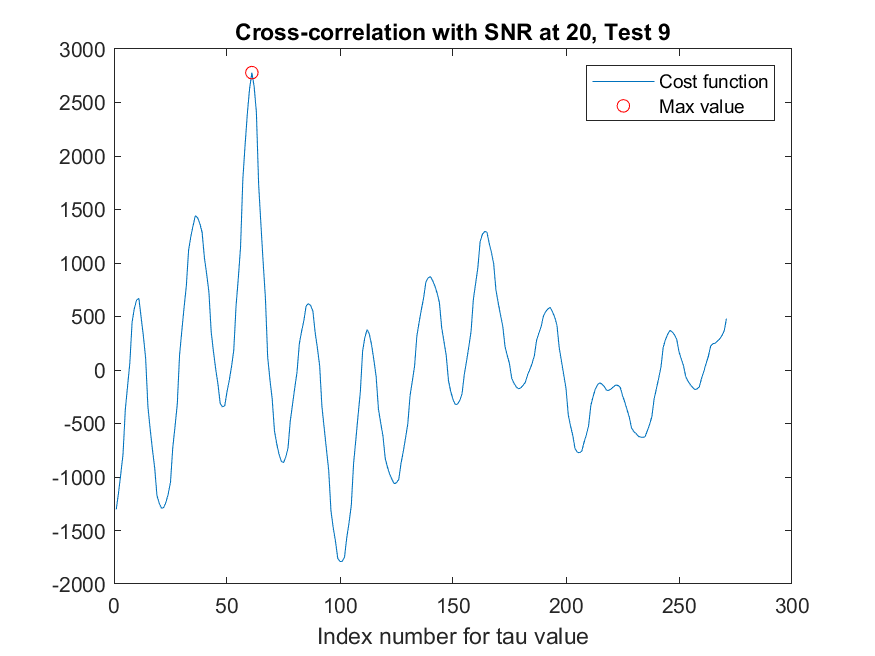 Cross-correlation with SNR at 20, Test 9
3000
2500
2000
1500
1000
500
0
-500
-1000
-1500
-2000
Cost function
Max value
0 50 100 150 200 250 300
Index number for tau value